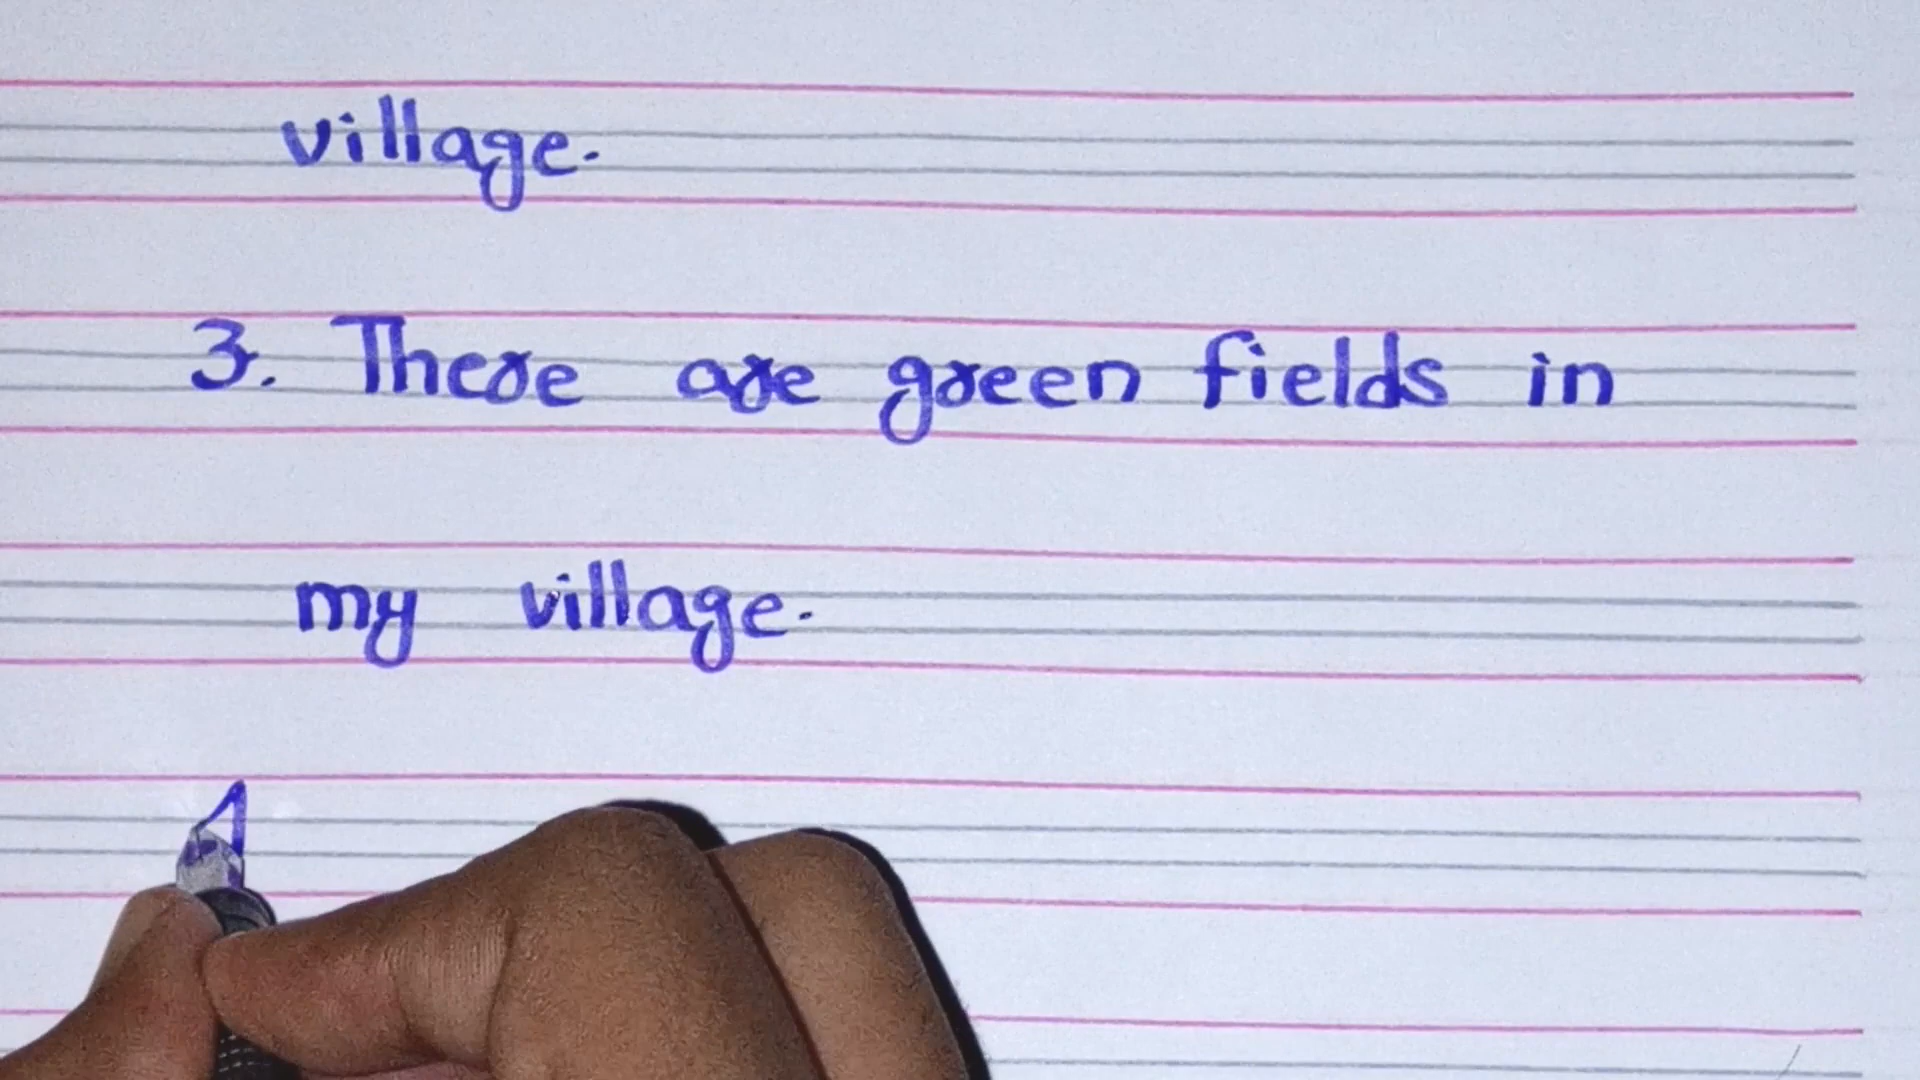 village.
3. There are green fields in
my village.